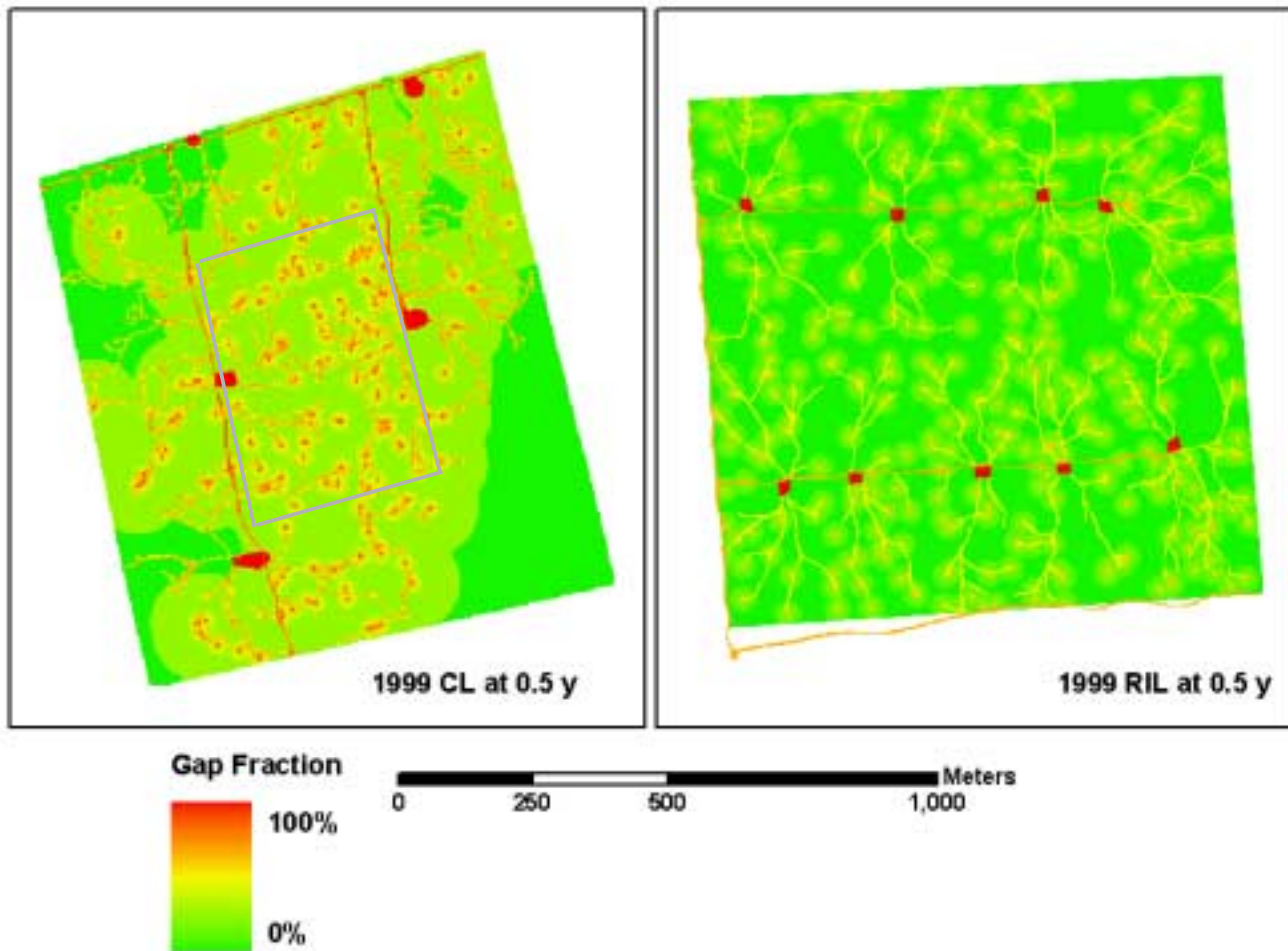 1999 CL at 0.5 y
1999 RIL at 0.5 y
Gap Fraction
100%
0%
Meters
0 250 500 1,000